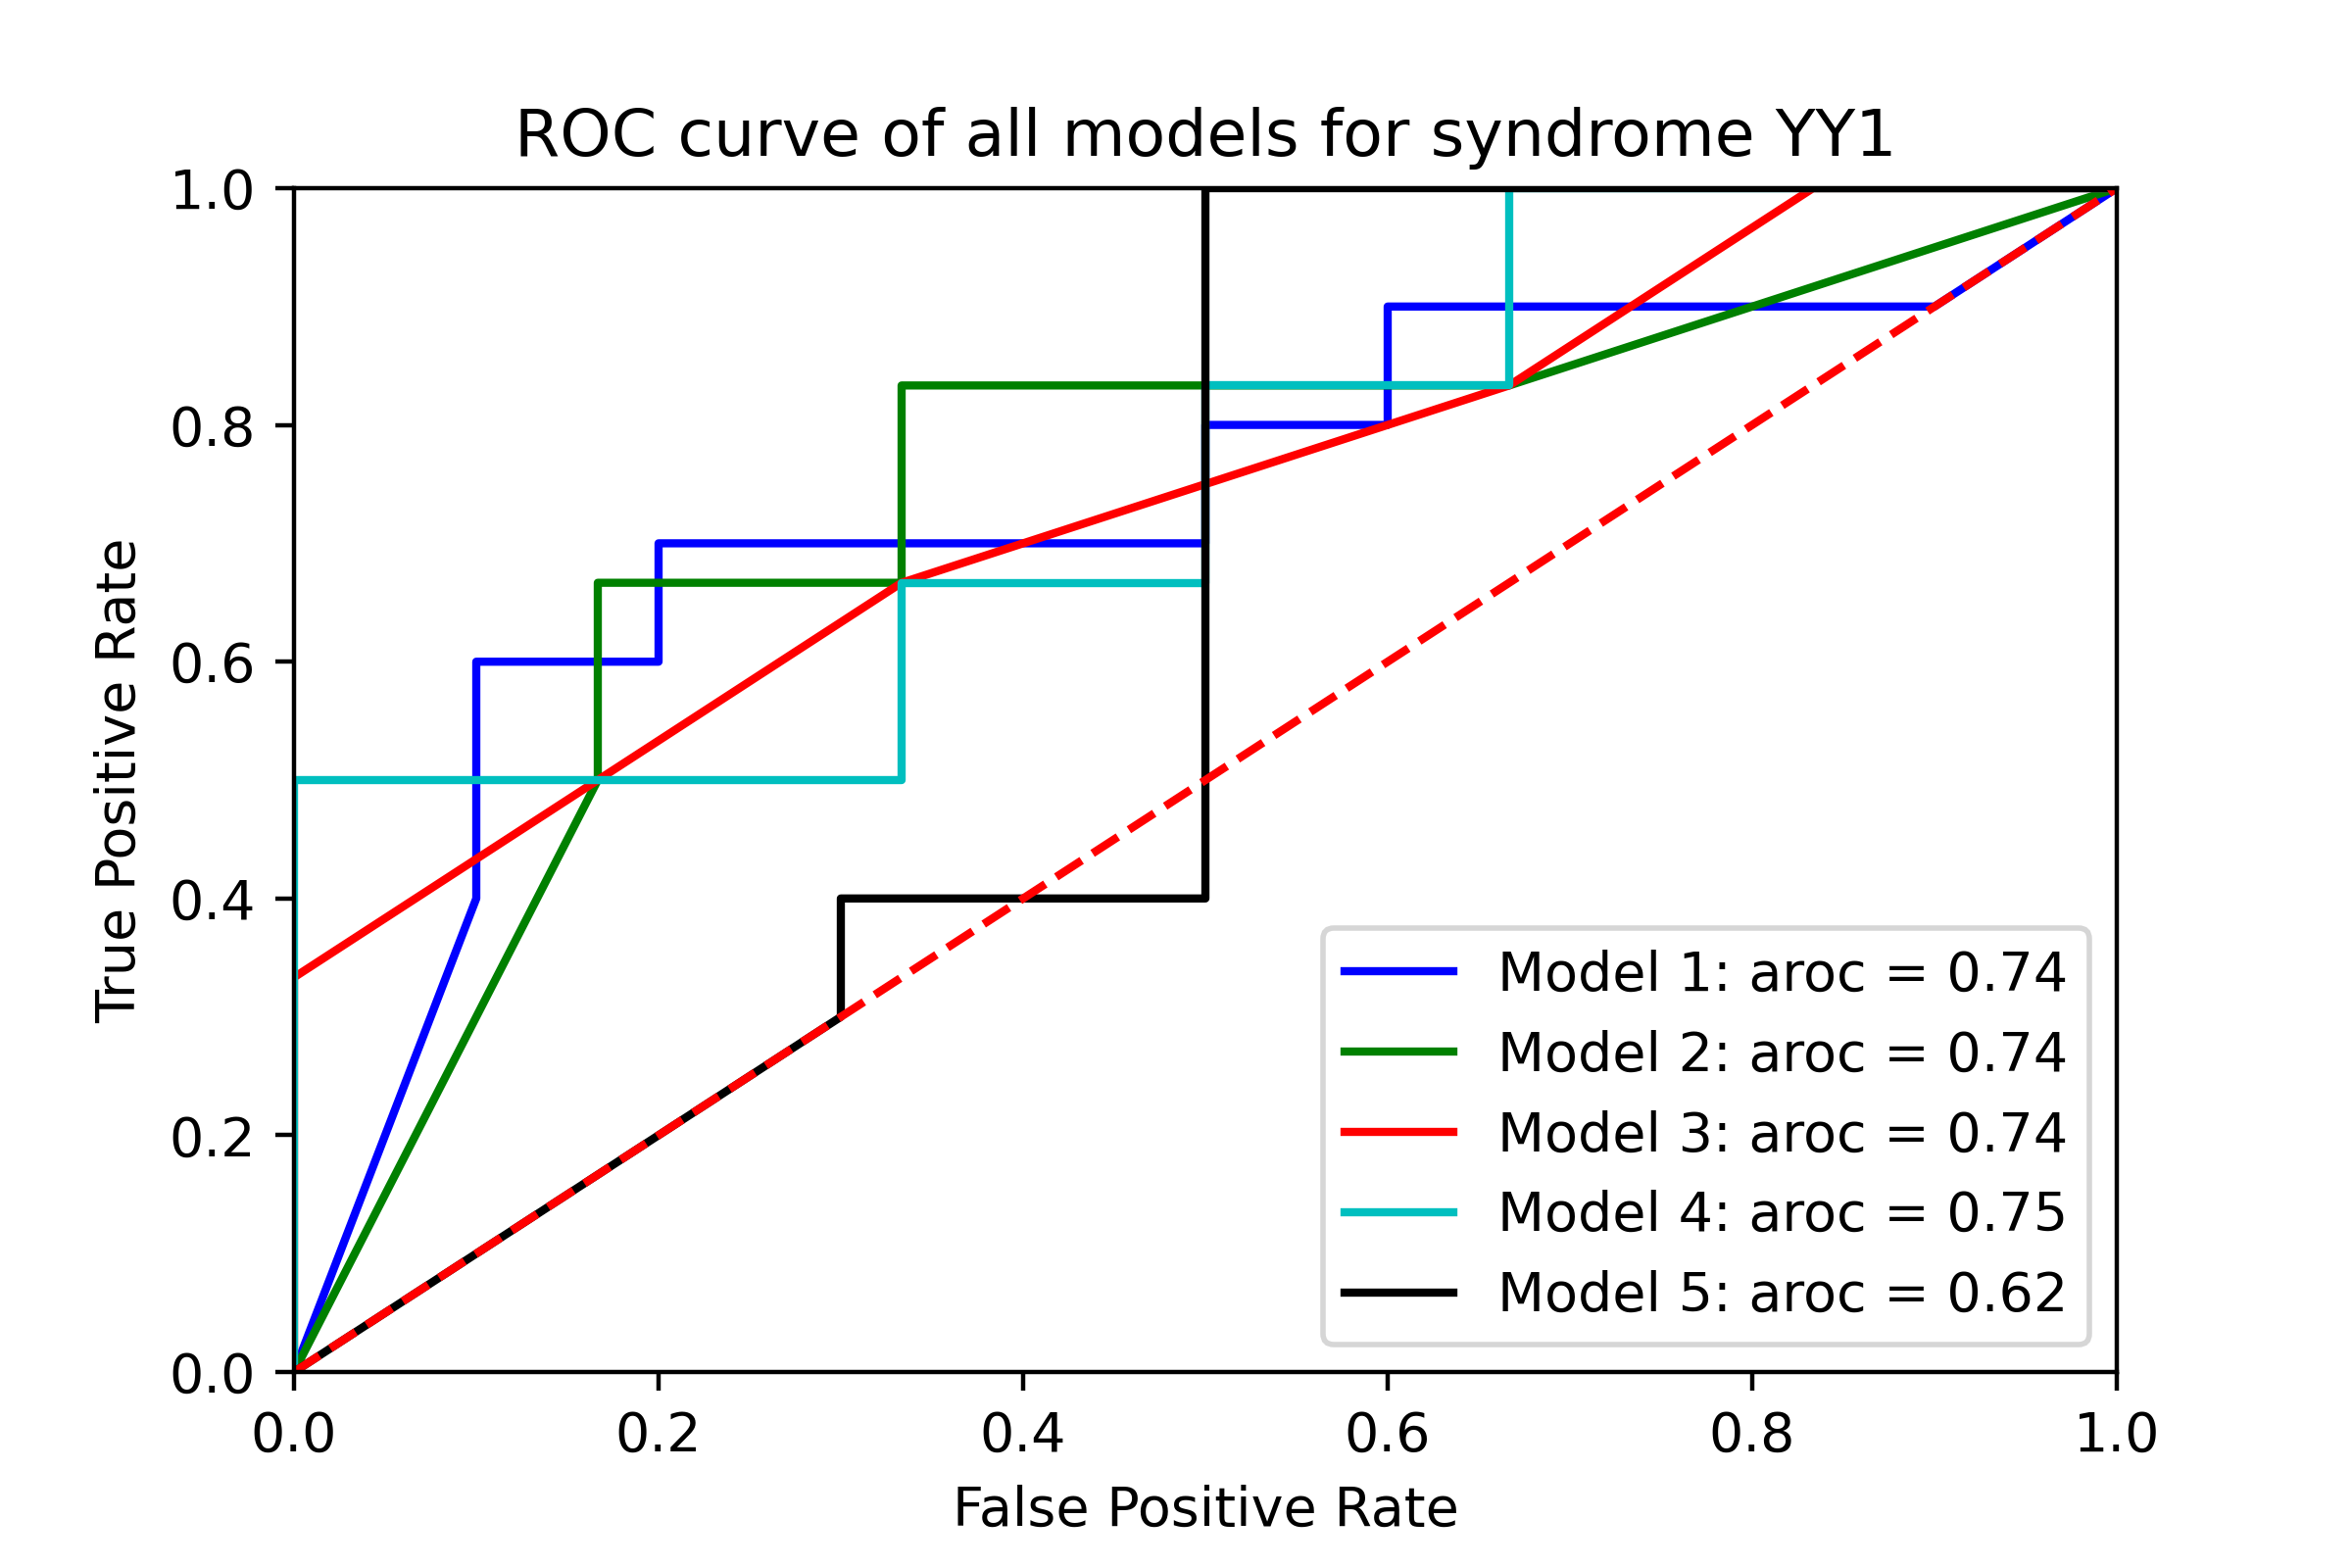 ROC curve of all models for syndrome YY1
1.0
0.8
0.6
0.4
0.2
0.0
True Positive Rate
0.0 0.2 0.4 0.6 0.8 1.0
False Positive Rate
Model 1: aroc = 0.74
Model 2: aroc = 0.74
Model 3: aroc = 0.74
Model 4: aroc = 0.75
Model 5: aroc = 0.62